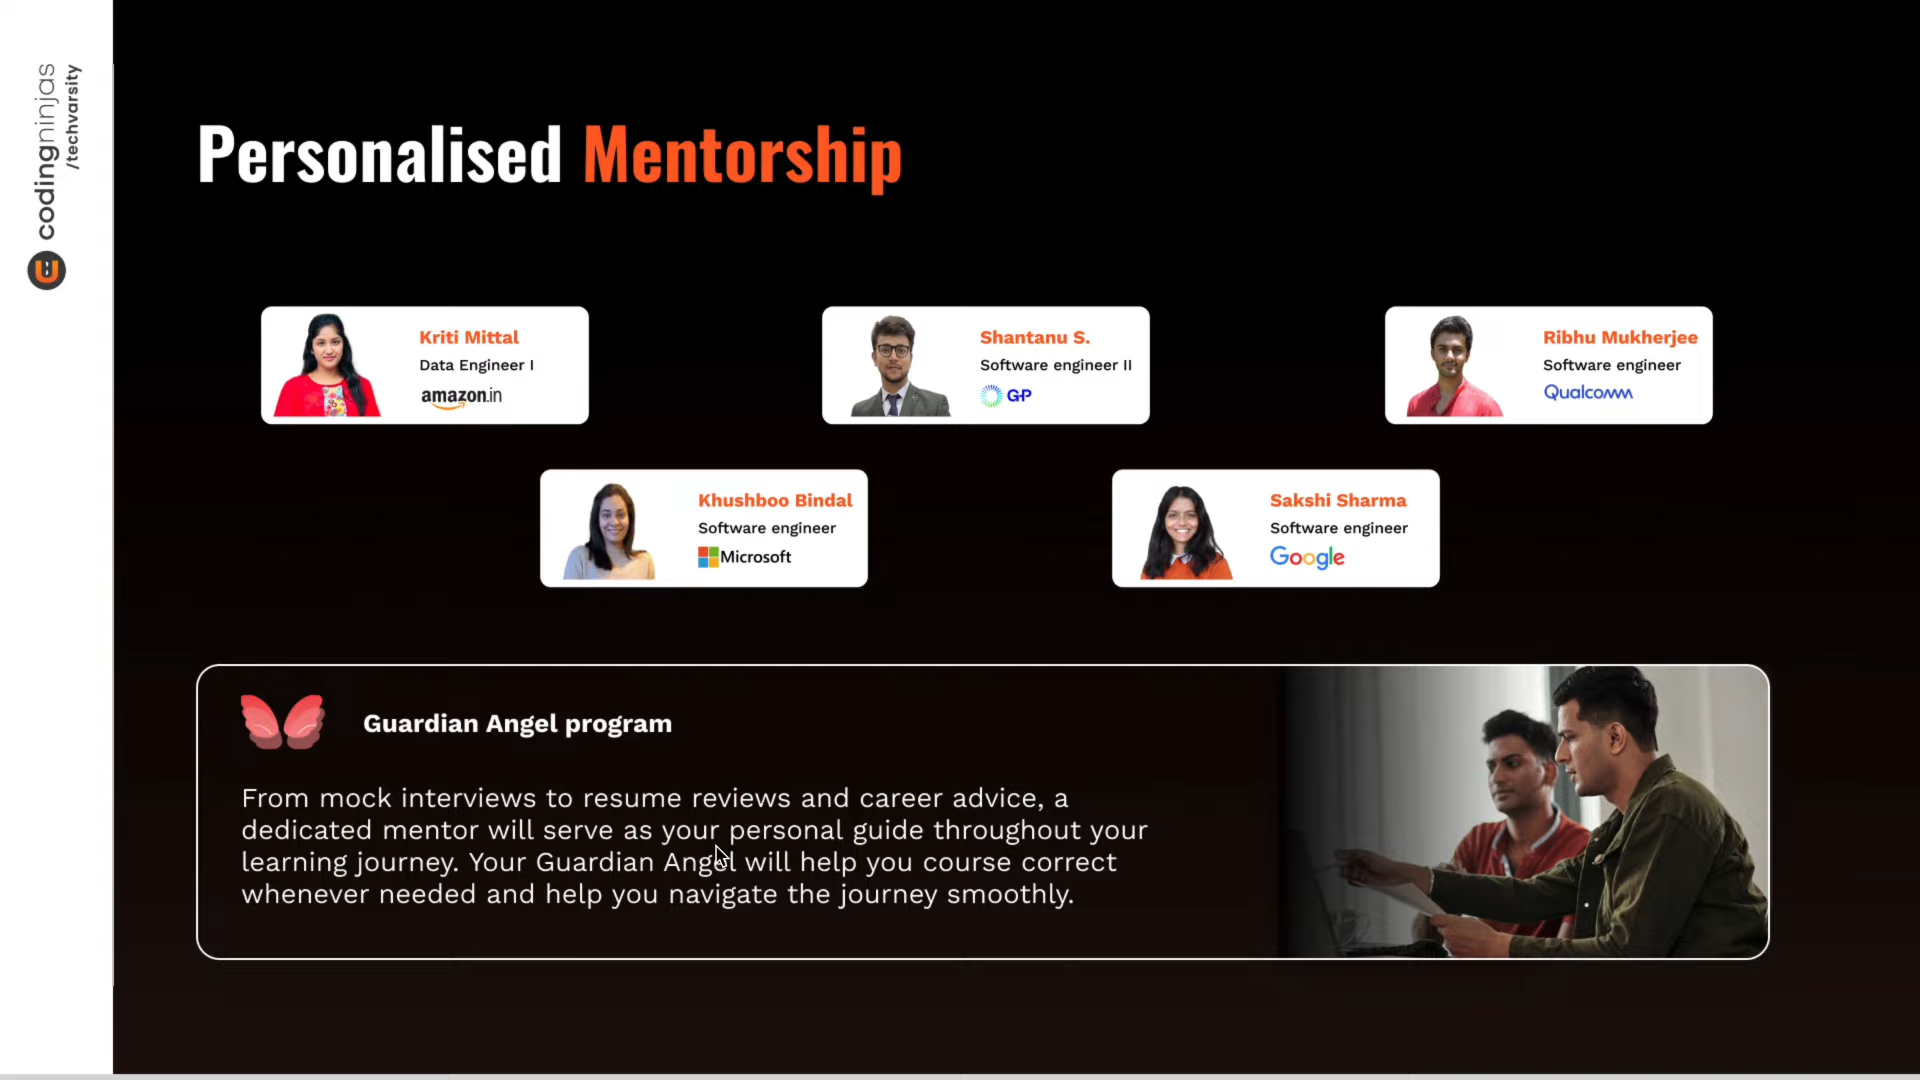 codingninjas
/techvarsity
Personalised Mentorship
Kriti Mittal
Data Engineer I
amazon.in
Shantanu S.
Software engineer II
G-P
Ribhu Mukherjee
Software engineer
Qualcomm
Khushboo Bindal
Software engineer
Microsoft
Sakshi Sharma
Software engineer
Google
Guardian Angel program
From mock interviews to resume reviews and career advice, a
dedicated mentor will serve as your personal guide throughout your
learning journey. Your Guardian Angel will help you course correct
whenever needed and help you navigate the journey smoothly.